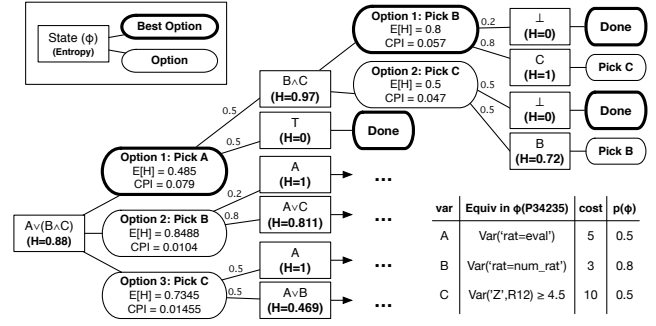 State (ϕ)
(Entropy)
Best Option
Option
Option 1: Pick B
E[H] = 0.8
CPI = 0.057
0.2
0.8
⊥
(H=0)
Done
C
(H=1)
Pick C
B∧C
(H=0.97)
Option 2: Pick C
E[H] = 0.5
CPI = 0.047
0.5
0.5
⊥
(H=0)
Done
B
(H=0.72)
Pick B
0.5
0.5
T
(H=0)
Done
Option 1: Pick A
E[H] = 0.485
CPI = 0.079
A
(H=1)
...
A∨(B∧C)
(H=0.88)
Option 2: Pick B
E[H] = 0.8488
CPI = 0.0104
0.2
0.8
A∨C
(H=0.811)
...
Option 3: Pick C
E[H] = 0.7345
CPI = 0.01455
0.5
0.5
A
(H=1)
...
A∨B
(H=0.469)
...
var Equiv in ϕ(P34235) cost p(ϕ)
A Var(‘rat=eval’) 5 0.5
B Var(‘rat=num_rat’) 3 0.8
C Var(‘Z’,R12) ≥ 4.5 10 0.5